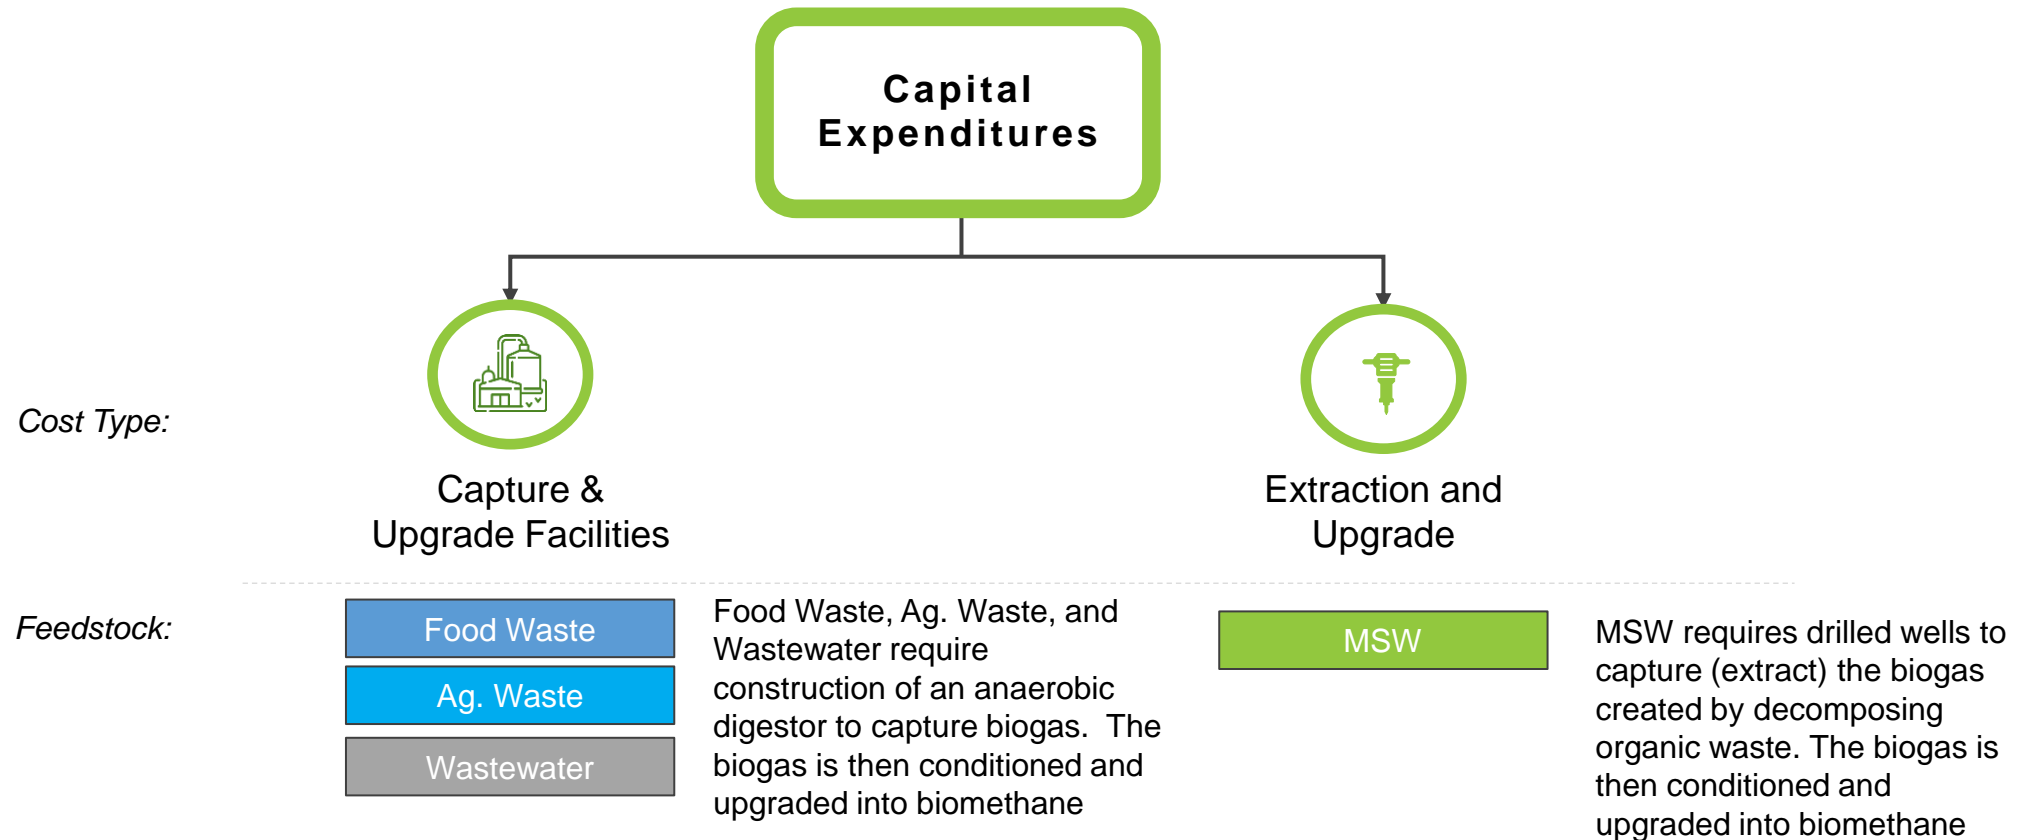 Capital
Expenditures
Cost Type:
Capture &
Upgrade Facilities
Extraction and
Upgrade
Feedstock:
Food Waste
Ag. Waste
Wastewater
Food Waste, Ag. Waste, and
Wastewater require
construction of an anaerobic
digestor to capture biogas.  The
biogas is then conditioned and
upgraded into biomethane
MSW
MSW requires drilled wells to
capture (extract) the biogas
created by decomposing
organic waste. The biogas is
then conditioned and
upgraded into biomethane